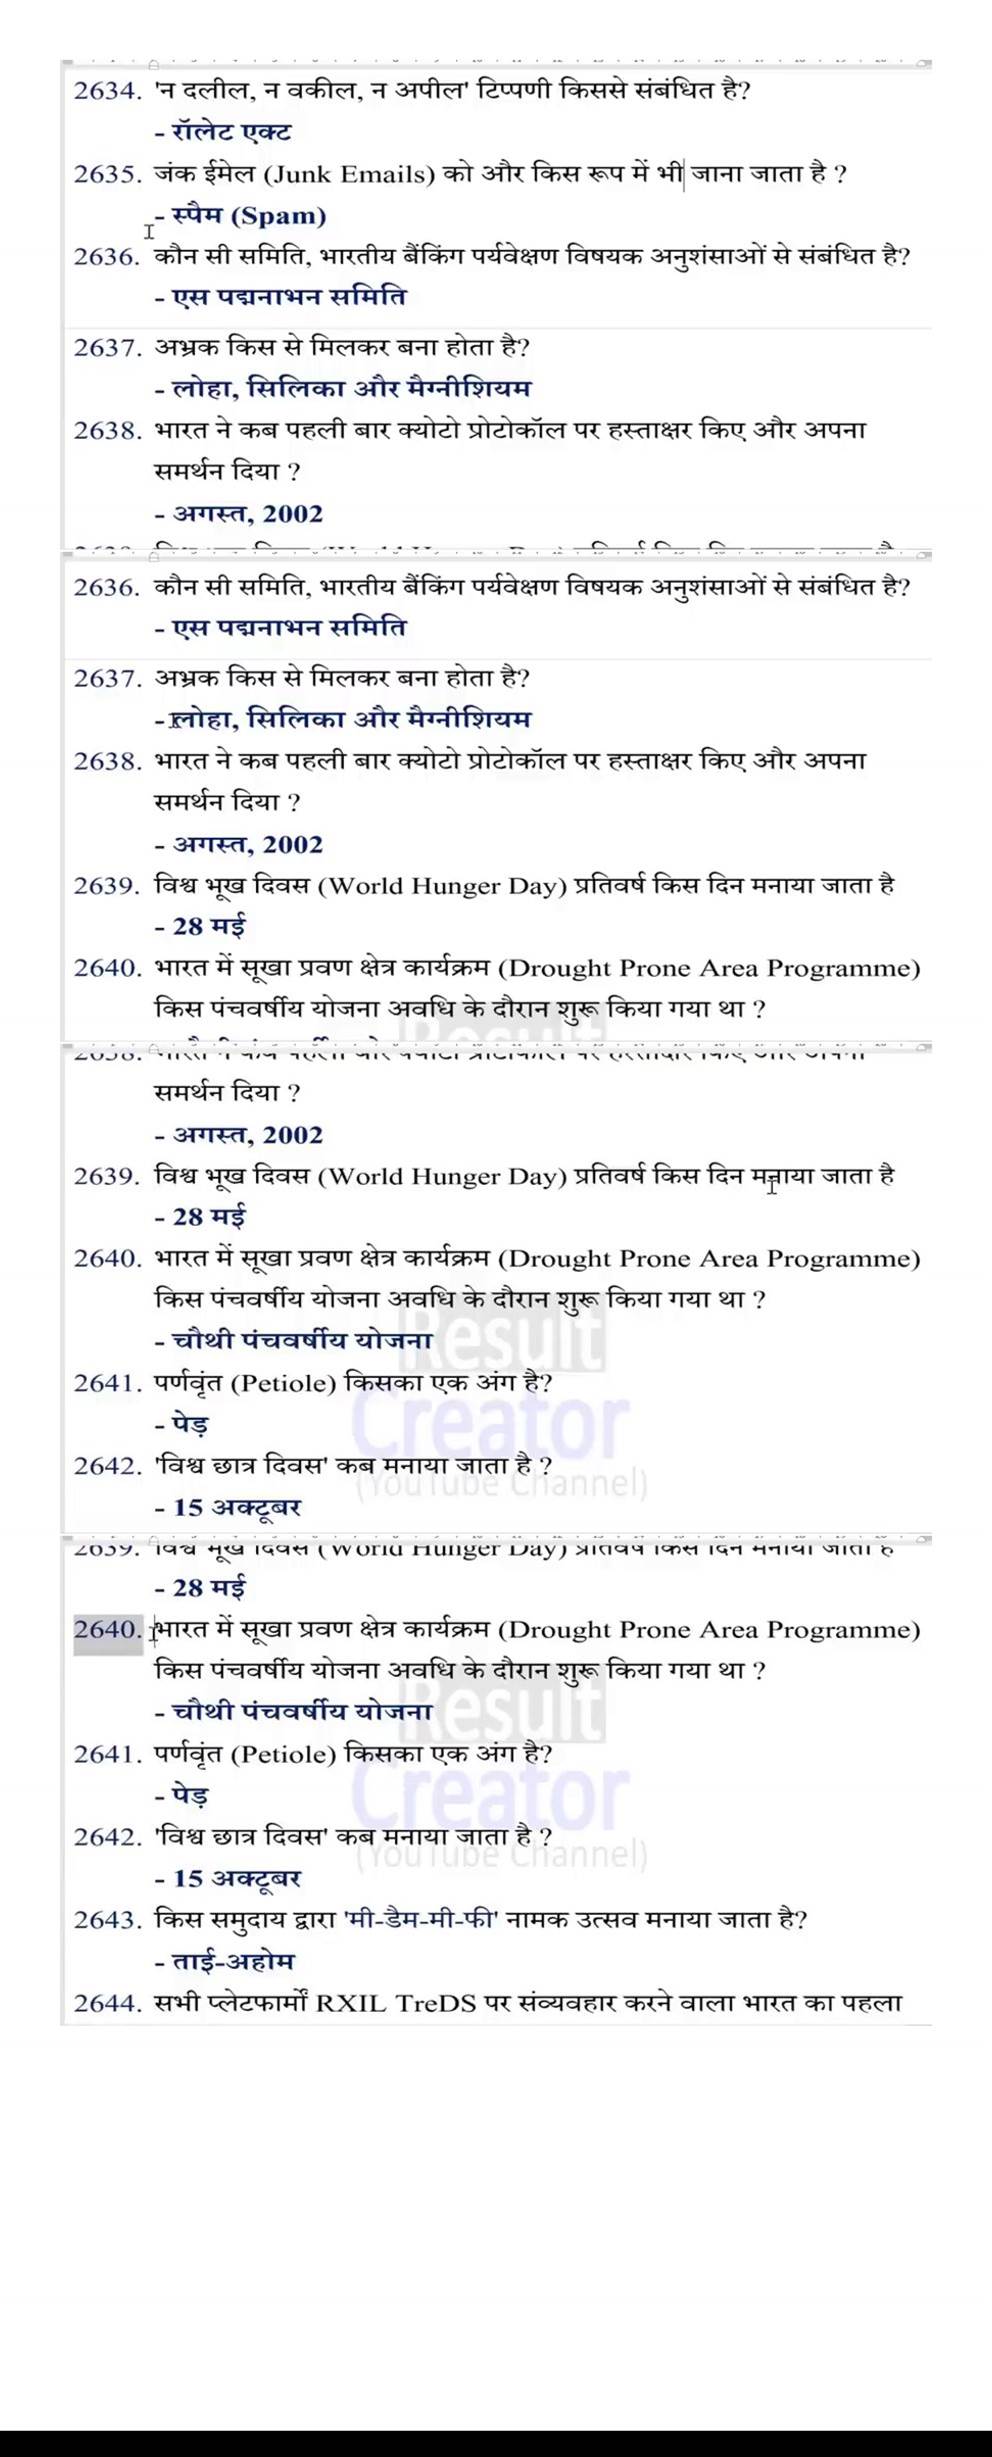 2634. 'न दलील, न वकील, न अपील' टिप्पणी किससे संबंधित है?
- रॉलेट एक्ट
2635. जंक ईमेल (Junk Emails) को और किस रूप में भी जाना जाता है ?
- स्पैम (Spam)
2636. कौन सी समिति, भारतीय बैंकिंग पर्यवेक्षण विषयक अनुशंसाओं से संबंधित है?
- एस पद्मनाभन समिति
2637. अभ्रक किस से मिलकर बना होता है?
- लोहा, सिलिका और मैग्नीशियम
2638. भारत ने कब पहली बार क्योटो प्रोटोकॉल पर हस्ताक्षर किए और अपना
समर्थन दिया ?
- अगस्त, 2002
2636. कौन सी समिति, भारतीय बैंकिंग पर्यवेक्षण विषयक अनुशंसाओं से संबंधित है?
- एस पद्मनाभन समिति
2637. अभ्रक किस से मिलकर बना होता है?
- लोहा, सिलिका और मैग्नीशियम
2638. भारत ने कब पहली बार क्योटो प्रोटोकॉल पर हस्ताक्षर किए और अपना
समर्थन दिया ?
- अगस्त, 2002
2639. विश्व भूख दिवस (World Hunger Day) प्रतिवर्ष किस दिन मनाया जाता है
- 28 मई
2640. भारत में सूखा प्रवण क्षेत्र कार्यक्रम (Drought Prone Area Programme)
किस पंचवर्षीय योजना अवधि के दौरान शुरू किया गया था ?
समर्थन दिया ?
- अगस्त, 2002
2639. विश्व भूख दिवस (World Hunger Day) प्रतिवर्ष किस दिन मनाया जाता है
- 28 मई
2640. भारत में सूखा प्रवण क्षेत्र कार्यक्रम (Drought Prone Area Programme)
किस पंचवर्षीय योजना अवधि के दौरान शुरू किया गया था ?
Result
- चौथी पंचवर्षीय योजना
2641. पर्णवृंत (Petiole) किसका एक अंग है?
Creator
- पेड़
2642. 'विश्व छात्र दिवस' कब मनाया जाता है ?
(YouTube Channel)
- 15 अक्टूबर
2639. विश्व भूख दिवस (World Hunger Day) प्रतिवर्ष किस दिन मनाया जाता है
- 28 मई
2640. भारत में सूखा प्रवण क्षेत्र कार्यक्रम (Drought Prone Area Programme)
किस पंचवर्षीय योजना अवधि के दौरान शुरू किया गया था ?
Result
- चौथी पंचवर्षीय योजना
2641. पर्णवृंत (Petiole) किसका एक अंग है?
Creator
- पेड़
2642. 'विश्व छात्र दिवस' कब मनाया जाता है ?
(YouTube Channel)
- 15 अक्टूबर
2643. किस समुदाय द्वारा 'मी-डैम-मी-फी' नामक उत्सव मनाया जाता है?
- ताई-अहोम
2644. सभी प्लेटफार्मों RXIL TreDS पर संव्यवहार करने वाला भारत का पहला